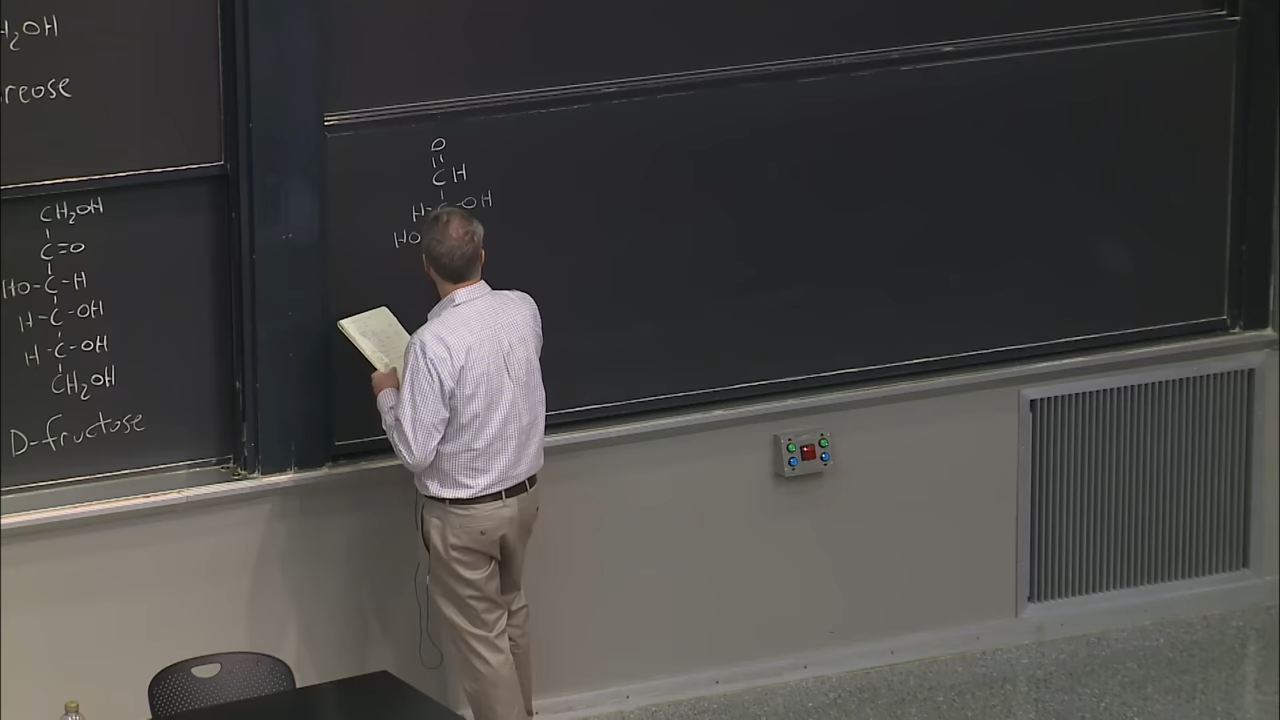 H₂OH
reose
CH₂OH
C=O
HO-C-H
H-C-OH
H-C-OH
CH₂OH
D-fructose
O
CH
H-C-OH
HO